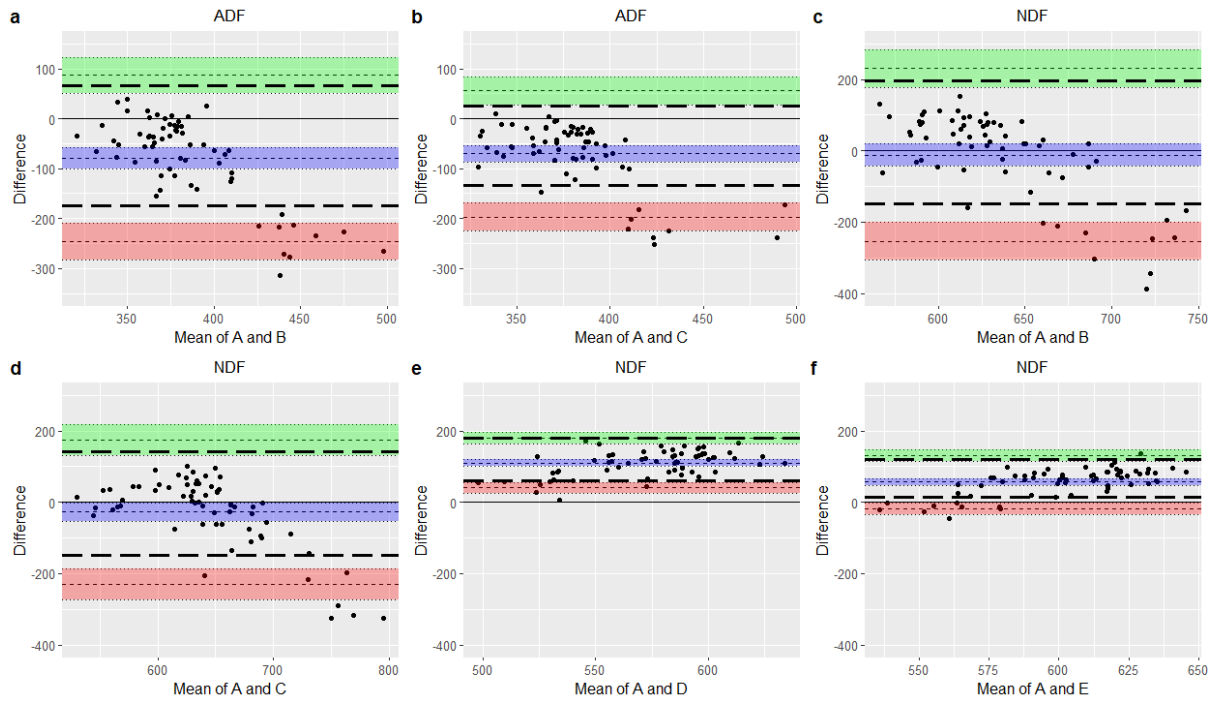 a ADF
Difference
100
0
-100
-200
-300
350 400 450 500
Mean of A and B
b ADF
Difference
100
0
-100
-200
-300
350 400 450 500
Mean of A and C
c NDF
Difference
200
0
-200
-400
600 650 700 750
Mean of A and B
d NDF
Difference
200
0
-200
-400
600 700 800
Mean of A and C
e NDF
Difference
200
0
-200
-400
500 550 600
Mean of A and D
f NDF
Difference
200
0
-200
-400
550 575 600 625 650
Mean of A and E